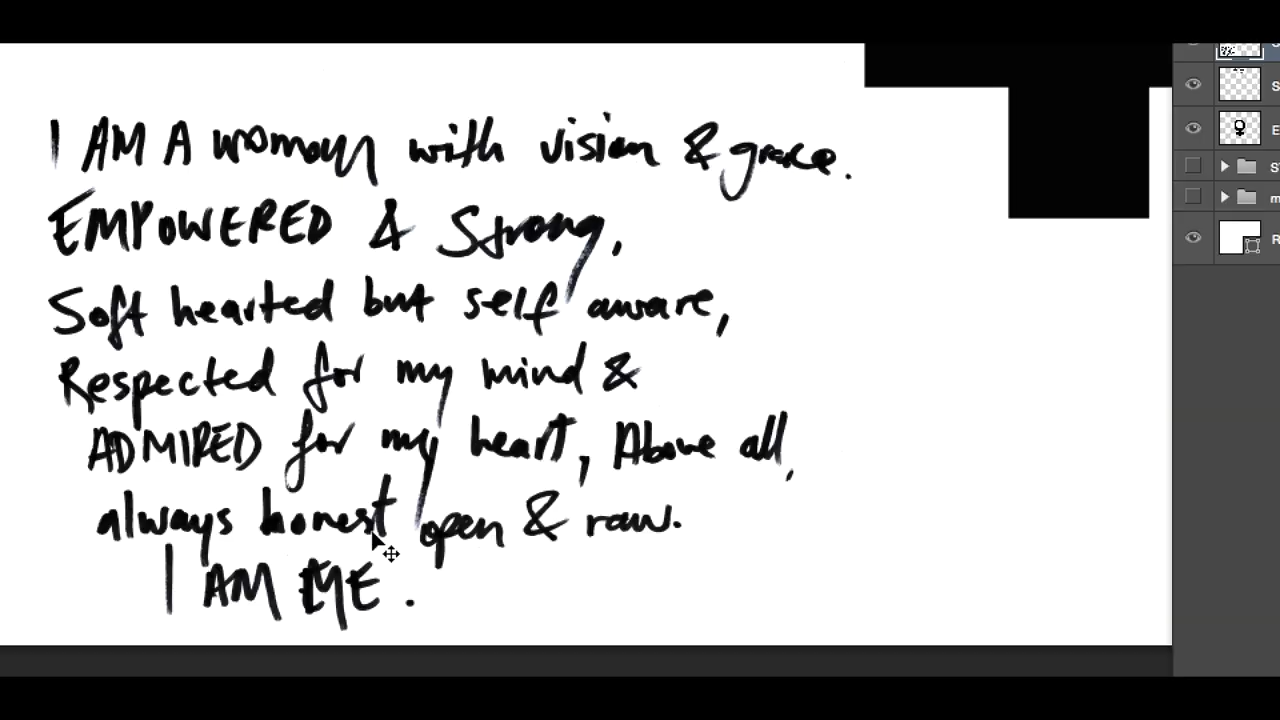 I AM A woman with vision & grace.
EMPOWERED & Strong,
Soft hearted but self aware,
Respected for my mind &
ADMIRED for my heart, Above all,
always honest open & raw.
I AM ME.
S
E
S
m
R